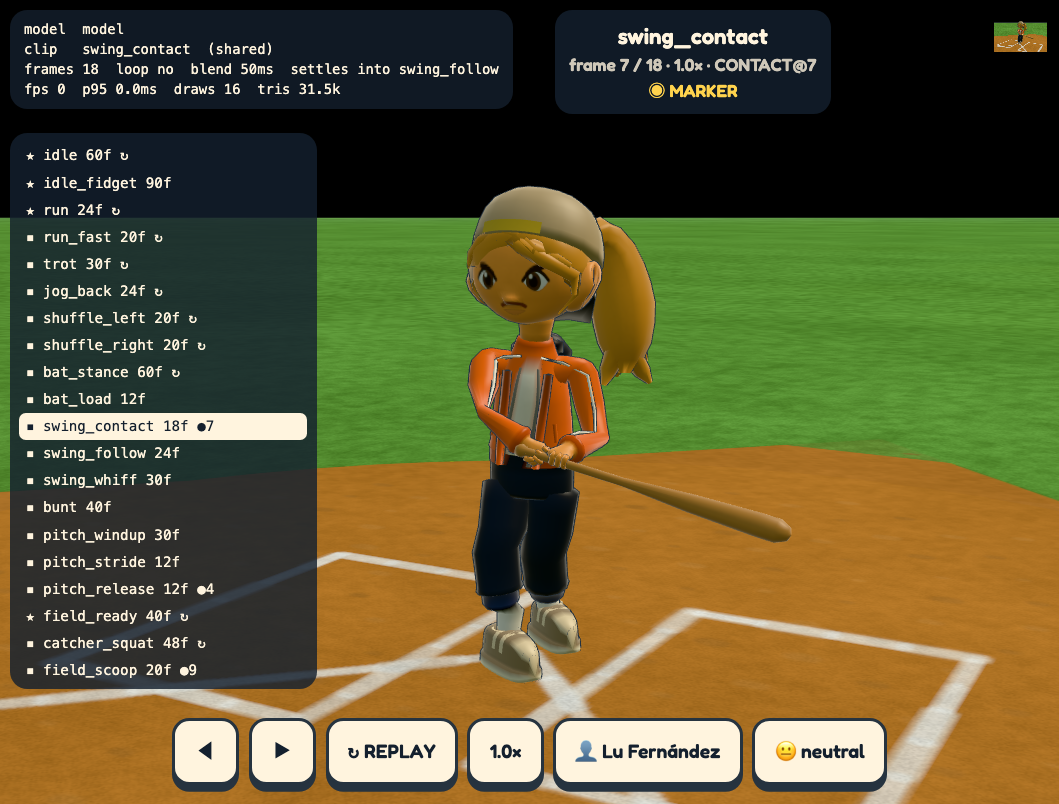 model  model
clip   swing_contact  (shared)
frames 18  loop no  blend 50ms  settles into swing_follow
fps 0  p95 0.0ms  draws 16  tris 31.5k
swing_contact
frame 7 / 18 · 1.0× · CONTACT@7
◉ MARKER
★ idle 60f ↻
★ idle_fidget 90f
★ run 24f ↻
▪ run_fast 20f ↻
▪ trot 30f ↻
▪ jog_back 24f ↻
▪ shuffle_left 20f ↻
▪ shuffle_right 20f ↻
▪ bat_stance 60f ↻
▪ bat_load 12f
▪ swing_contact 18f ●7
▪ swing_follow 24f
▪ swing_whiff 30f
▪ bunt 40f
▪ pitch_windup 30f
▪ pitch_stride 12f
▪ pitch_release 12f ●4
★ field_ready 40f ↻
▪ catcher_squat 48f ↻
▪ field_scoop 20f ●9
◀ ▶ ↻ REPLAY 1.0× 👤 Lu Fernández 😐 neutral